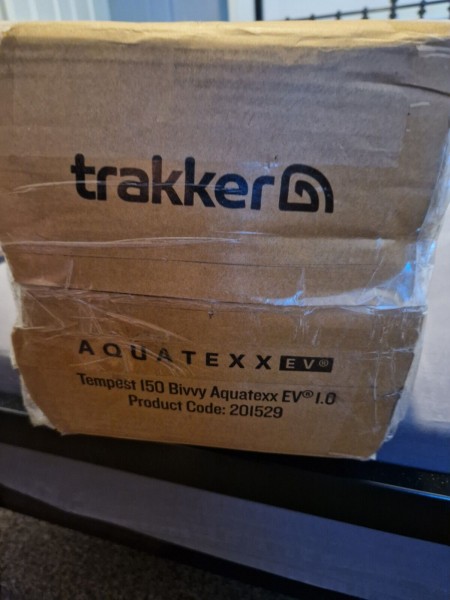 trakker
AQUATEXX EV®
Tempest 150 Bivvy Aquatexx EV® 1.0
Product Code: 201529